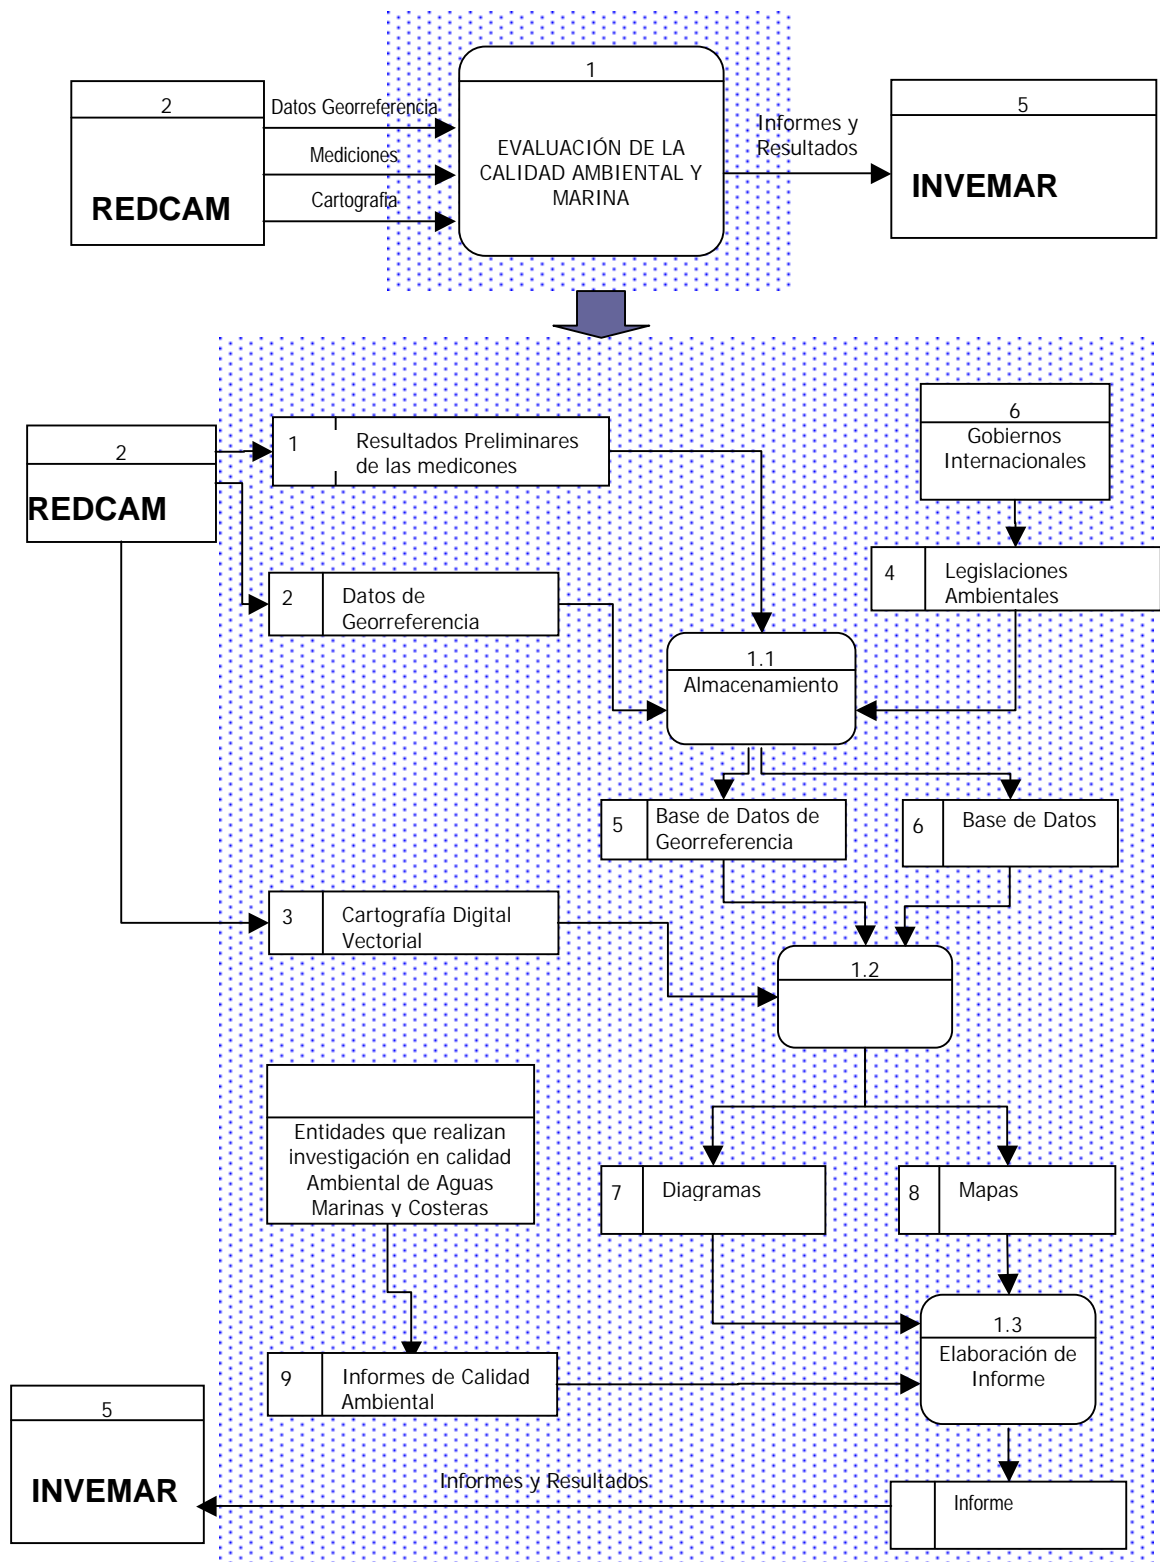 1
2
5
Datos Georreferencia
Mediciones
Cartografía
REDCAM
EVALUACIÓN DE LA
CALIDAD AMBIENTAL Y
MARINA
Informes y
Resultados
INVEMAR
2
REDCAM
1
Resultados Preliminares
de las medicones
6
Gobiernos
Internacionales
2
Datos de
Georreferencia
4
Legislaciones
Ambientales
1.1
Almacenamiento
5
Base de Datos de
Georreferencia
6
Base de Datos
3
Cartografía Digital
Vectorial
1.2
Entidades que realizan
investigación en calidad
Ambiental de Aguas
Marinas y Costeras
7
Diagramas
8
Mapas
1.3
Elaboración de
Informe
9
Informes de Calidad
Ambiental
5
INVEMAR
Informes y Resultados
Informe